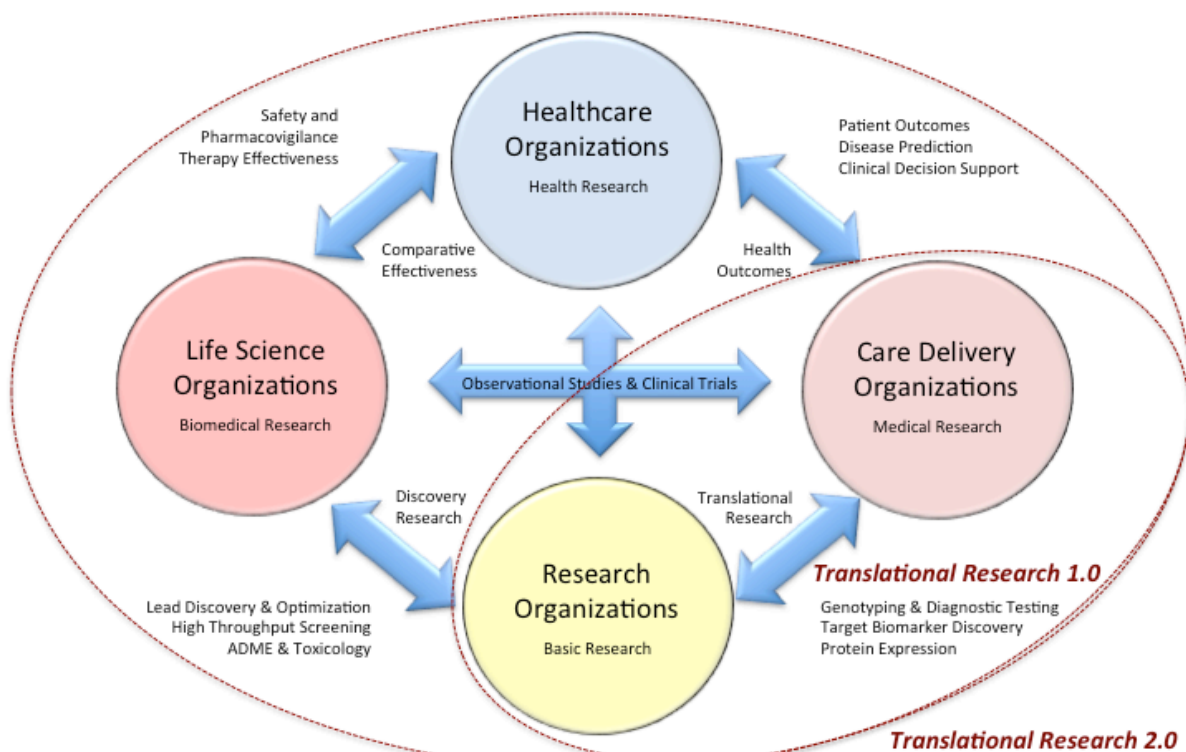 Healthcare
Organizations
Health Research
Safety and
Pharmacovigilance
Therapy Effectiveness
Patient Outcomes
Disease Prediction
Clinical Decision Support
Comparative
Effectiveness
Health
Outcomes
Life Science
Organizations
Biomedical Research
Observational Studies & Clinical Trials
Care Delivery
Organizations
Medical Research
Discovery
Research
Translational
Research
Research
Organizations
Basic Research
Translational Research 1.0
Lead Discovery & Optimization
High Throughput Screening
ADME & Toxicology
Genotyping & Diagnostic Testing
Target Biomarker Discovery
Protein Expression
Translational Research 2.0